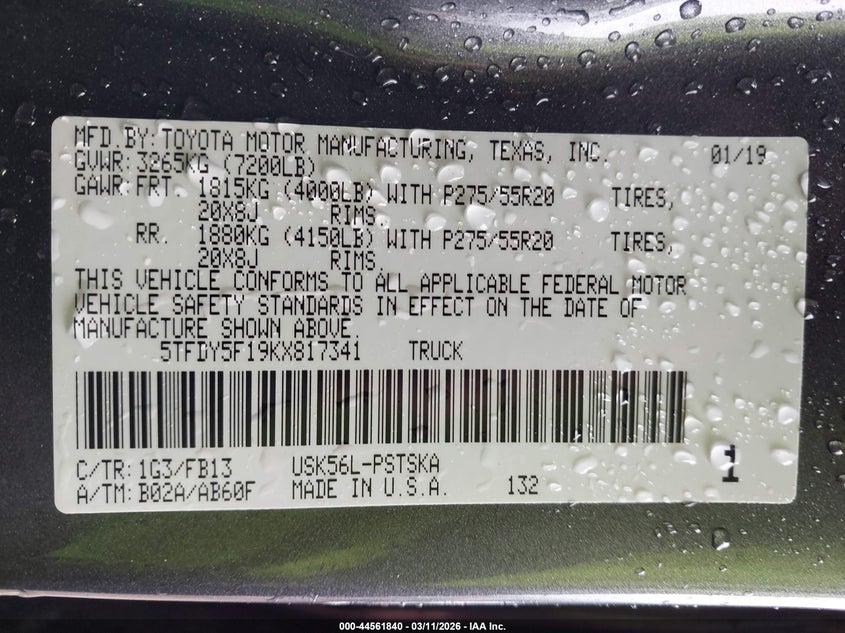 MFD.BY: TOYOTA MOTOR MANUFACTURING, TEXAS, INC. 01/19
GVWR: 3265KG (7200LB)
GAWR: FRT. 1815KG (4000LB) WITH P275/55R20 TIRES,
20X8J RIMS.
RR. 1880KG (4150LB) WITH P275/55R20 TIRES,
20X8J RIMS.
THIS VEHICLE CONFORMS TO ALL APPLICABLE FEDERAL MOTOR
VEHICLE SAFETY STANDARDS IN EFFECT ON THE DATE OF
MANUFACTURE SHOWN ABOVE.
5TFDY5F19KX817341 TRUCK
C/TR: 1G3/FB13 USK56L-PSTSKA
A/TM: B02A/AB60F MADE IN U.S.A. 132 1
000-44561840 - 03/11/2026 - IAA Inc.